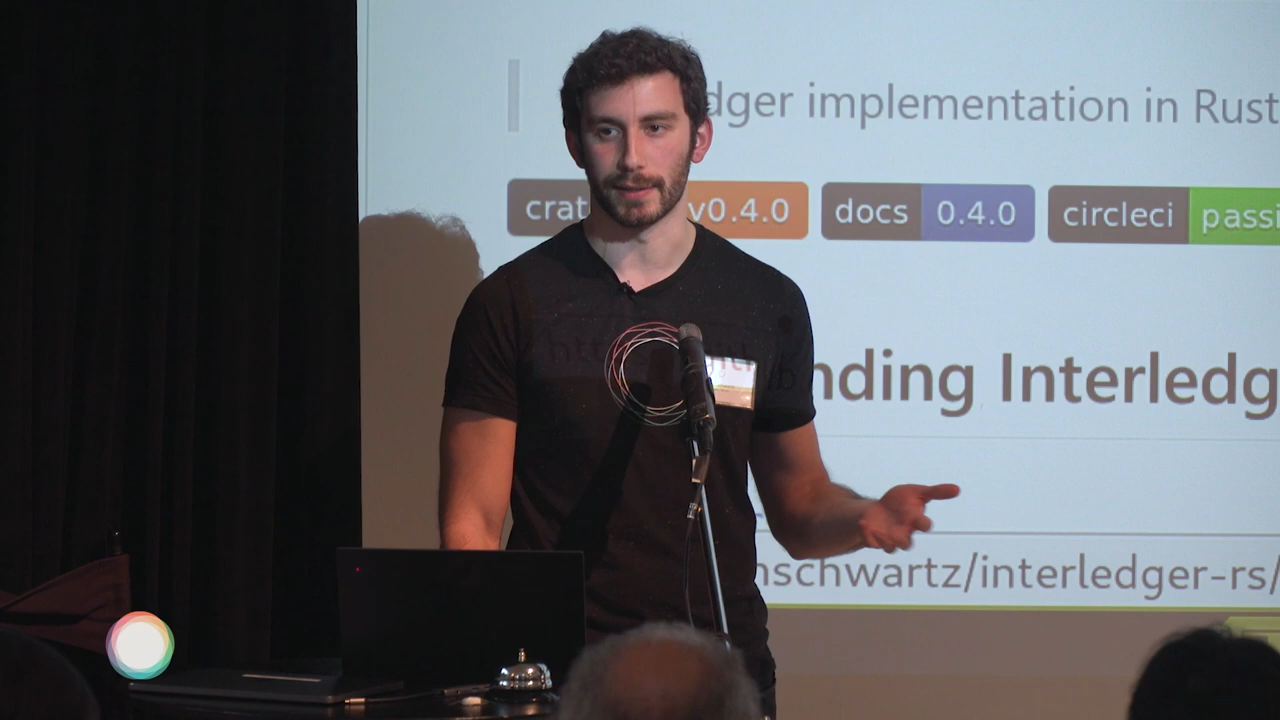 dger implementation in Rust
crat v0.4.0 docs 0.4.0 circleci passi
nding Interledg
nschwartz/interledger-rs/